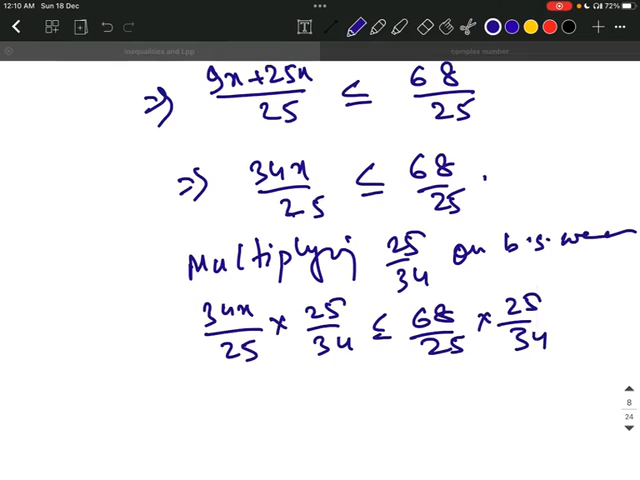 12:10 AM Sun 18 Dec
72%
inequalities and Lpp
complex number
⇒ 9x+25x/25 ≤ 68/25
⇒ 34x/25 ≤ 68/25 .
Multiplying 25/34 on b.s. we
34x/25 × 25/34 ≤ 68/25 × 25/34
8
24